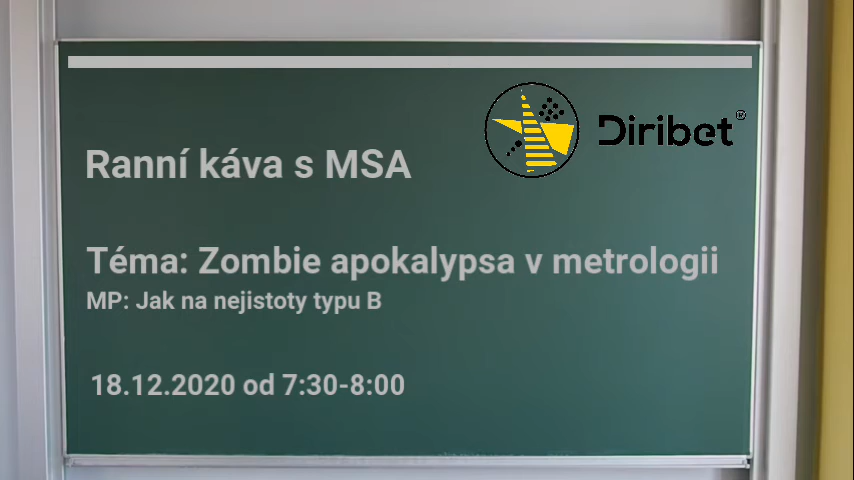 Diribet®
Ranní káva s MSA
Téma: Zombie apokalypsa v metrologii
MP: Jak na nejistoty typu B
18.12.2020 od 7:30-8:00